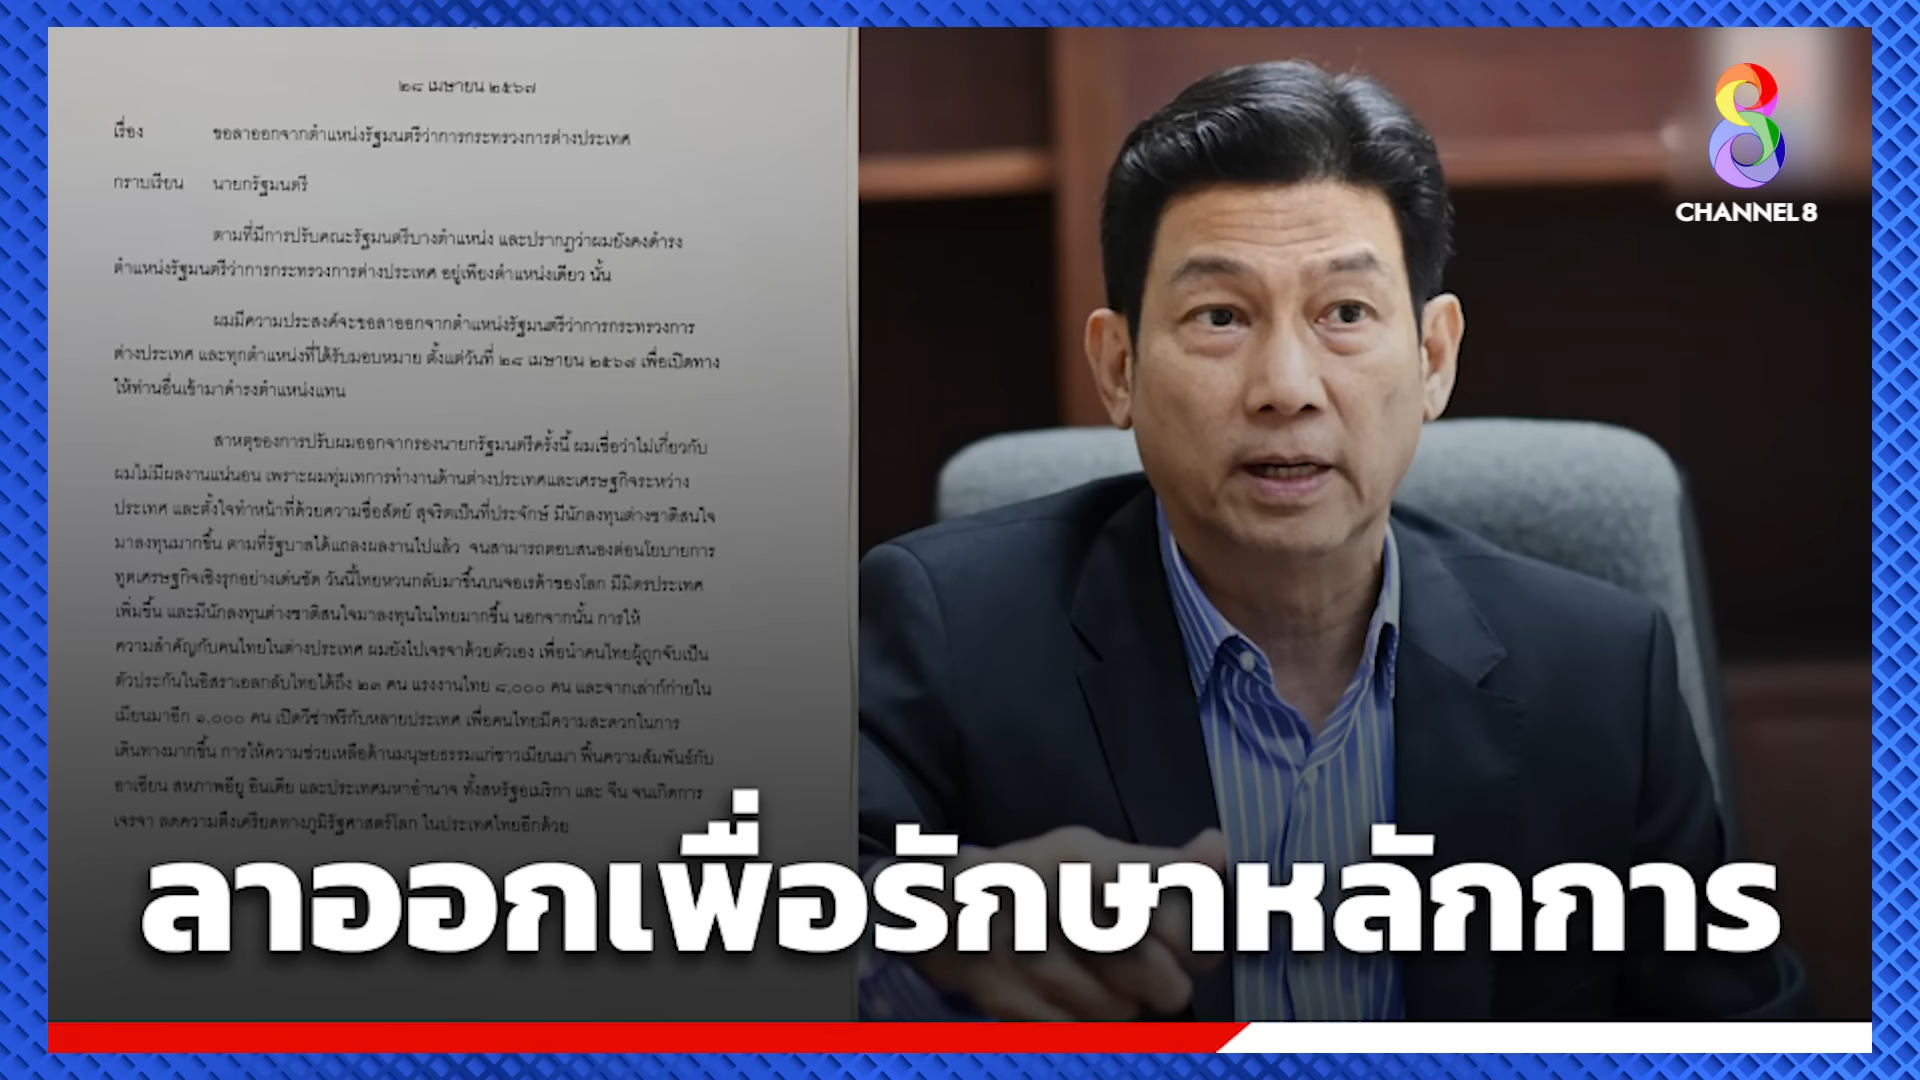 ๒๘ เมษายน ๒๕๖๗
เรื่อง ขอลาออกจากตำแหน่งรัฐมนตรีว่าการกระทรวงการต่างประเทศ
กราบเรียน นายกรัฐมนตรี
ตามที่มีการปรับคณะรัฐมนตรีบางตำแหน่ง และปรากฏว่าผมยังคงดำรง
ตำแหน่งรัฐมนตรีว่าการกระทรวงการต่างประเทศ อยู่เพียงตำแหน่งเดียว นั้น
ผมมีความประสงค์จะขอลาออกจากตำแหน่งรัฐมนตรีว่าการกระทรวงการ
ต่างประเทศ และทุกตำแหน่งที่ได้รับมอบหมาย ตั้งแต่วันที่ ๒๘ เมษายน ๒๕๖๗ เพื่อเปิดทาง
ให้ท่านอื่นเข้ามาดำรงตำแหน่งแทน
สาเหตุของการปรับผมออกจากรองนายกรัฐมนตรีครั้งนี้ ผมเชื่อว่าไม่เกี่ยวกับ
ผมไม่มีผลงานแน่นอน เพราะผมทุ่มเทการทำงานด้านต่างประเทศและเศรษฐกิจระหว่าง
ประเทศ และตั้งใจทำหน้าที่ด้วยความซื่อสัตย์ สุจริตเป็นที่ประจักษ์ มีนักลงทุนต่างชาติสนใจ
มาลงทุนมากขึ้น ตามที่รัฐบาลได้แถลงผลงานไปแล้ว จนสามารถตอบสนองต่อนโยบายการ
ทูตเศรษฐกิจเชิงรุกอย่างเด่นชัด วันนี้ไทยหวนกลับมาขึ้นบนจอเรด้าของโลก มีมิตรประเทศ
เพิ่มขึ้น และมีนักลงทุนต่างชาติสนใจมาลงทุนในไทยมากขึ้น นอกจากนั้น การให้
ความสำคัญกับคนไทยในต่างประเทศ ผมยังไปเจรจาด้วยตัวเอง เพื่อนำคนไทยผู้ถูกจับเป็น
ตัวประกันในอิสราเอลกลับไทยได้ถึง ๒๓ คน แรงงานไทย ๘,๐๐๐ คน และจากเล่าก์ก่ายใน
เมียนมาอีก ๑,๐๐๐ คน เปิดวีซ่าฟรีกับหลายประเทศ เพื่อคนไทยมีความสะดวกในการ
เดินทางมากขึ้น การให้ความช่วยเหลือด้านมนุษยธรรมแก่ชาวเมียนมา ฟื้นความสัมพันธ์กับ
อาเซียน สหภาพอียู อินเดีย และประเทศมหาอำนาจ ทั้งสหรัฐอเมริกา และ จีน จนเกิดการ
เจรจา ลดความตึงเครียดทางภูมิรัฐศาสตร์โลก ในประเทศไทยอีกด้วย
CHANNEL 8
ลาออกเพื่อรักษาหลักการ